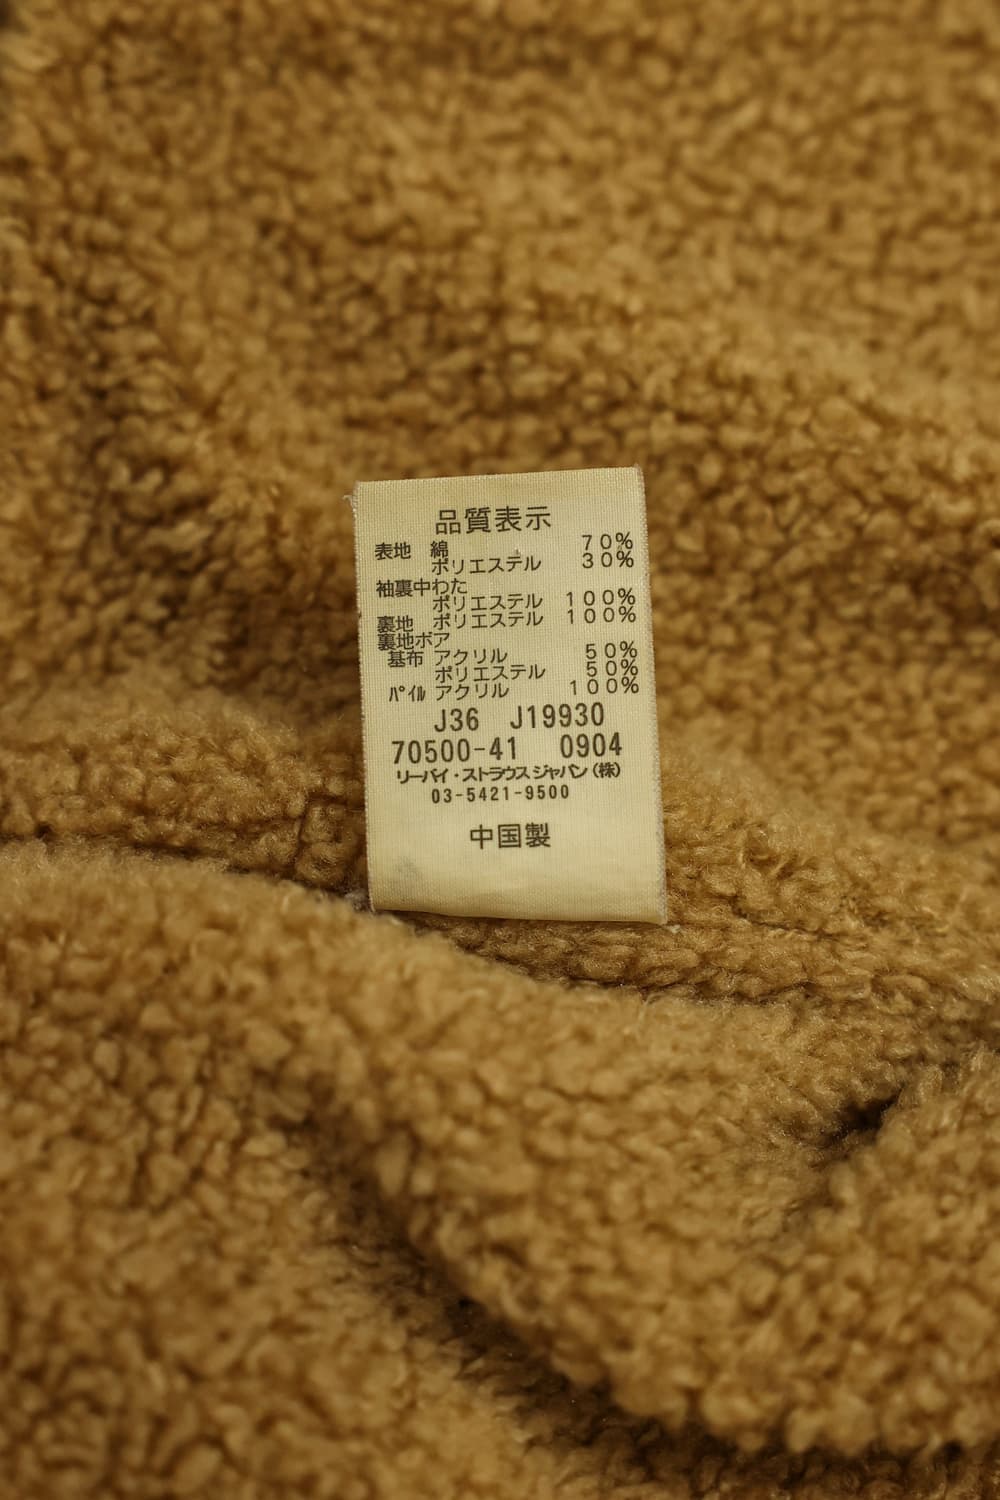 品質表示
表地 綿 70%
ポリエステル 30%
袖裏中わた
ポリエステル 100%
裏地 ポリエステル 100%
裏地ボア
基布 アクリル 50%
ポリエステル 50%
パイル アクリル 100%
J36 J19930
70500-41 0904
リーバイ・ストラウスジャパン(株)
03-5421-9500
中国製